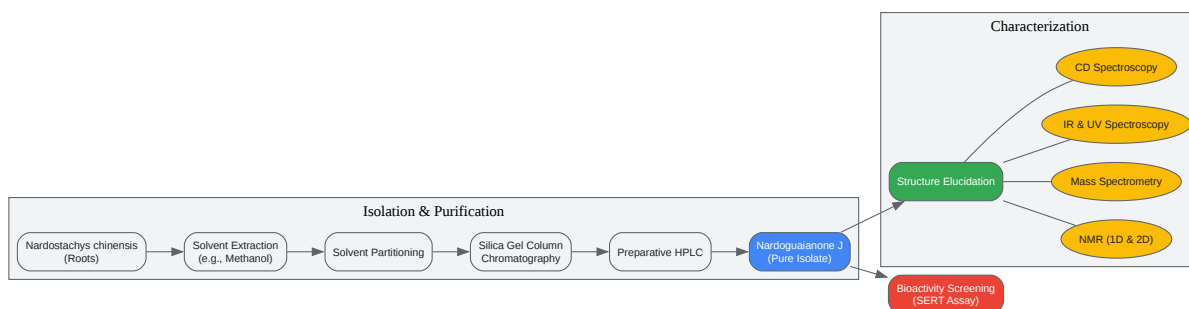 Characterization
CD Spectroscopy
IR & UV Spectroscopy
Structure Elucidation
Mass Spectrometry
NMR (1D & 2D)
Isolation & Purification
Nardostachys chinensis
(Roots)
Solvent Extraction
(e.g., Methanol)
Solvent Partitioning
Silica Gel Column
Chromatography
Preparative HPLC
Nardoguaianone J
(Pure Isolate)
Bioactivity Screening
(SERT Assay)